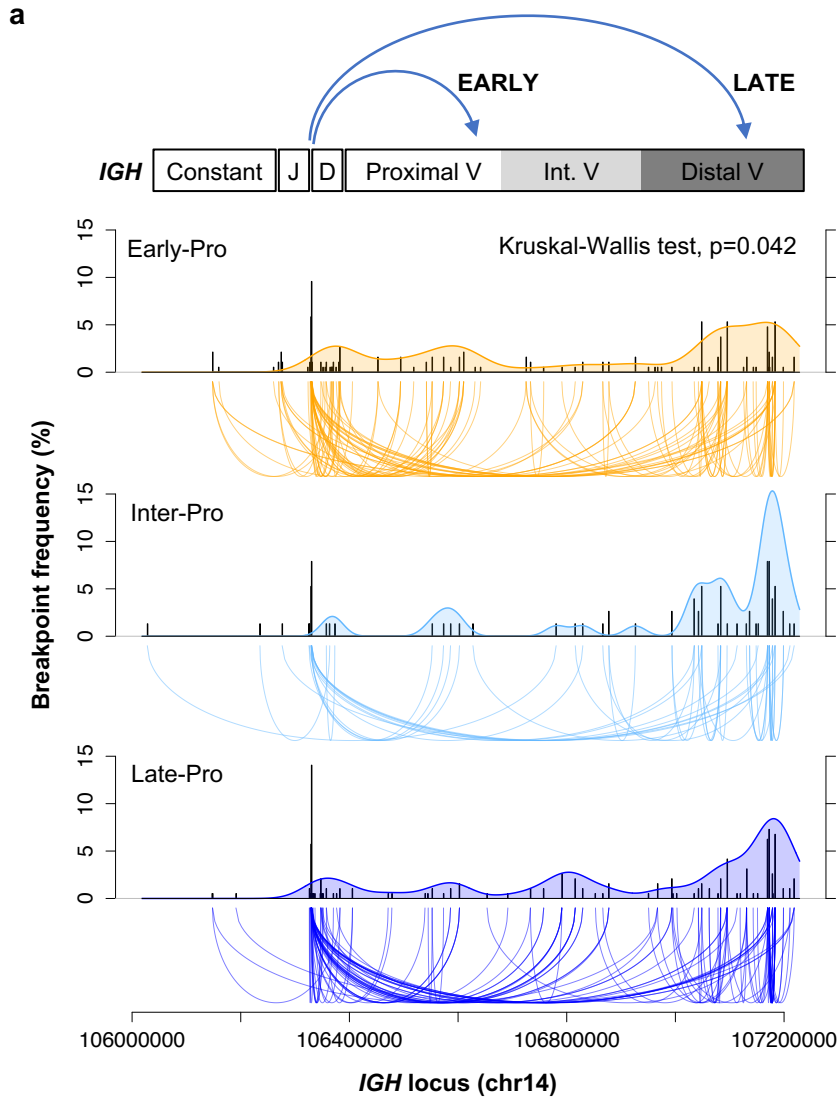 a
EARLY LATE
IGH Constant J D Proximal V Int. V Distal V
Early-Pro Kruskal-Wallis test, p=0.042
15
10
5
0
Inter-Pro
15
10
5
0
Late-Pro
15
10
5
0
Breakpoint frequency (%)
106000000 106400000 106800000 107200000
IGH locus (chr14)